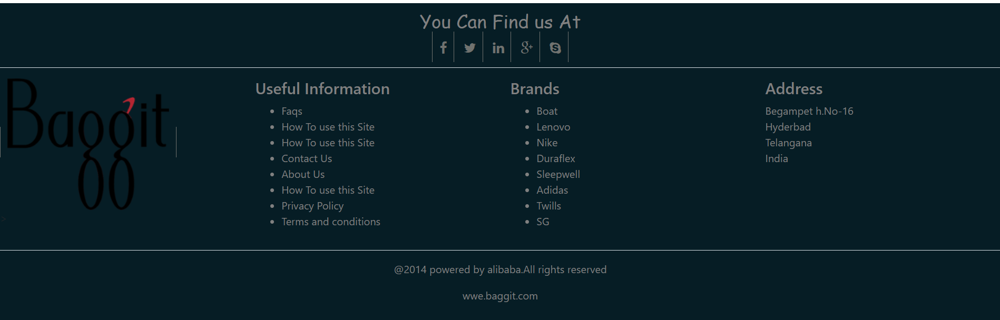 You Can Find us At
Baggit
Useful Information
Faqs
How To use this Site
How To use this Site
Contact Us
About Us
How To use this Site
Privacy Policy
Terms and conditions
Brands
Boat
Lenovo
Nike
Duraflex
Sleepwell
Adidas
Twills
SG
Address
Begampet h.No-16
Hyderbad
Telangana
India
>
@2014 powered by alibaba.All rights reserved
wwe.baggit.com